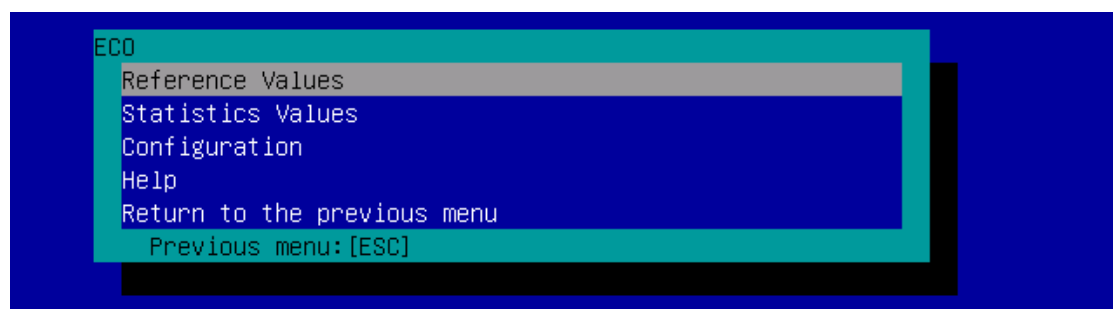 ECO
Reference Values
Statistics Values
Configuration
Help
Return to the previous menu
Previous menu:[ESC]